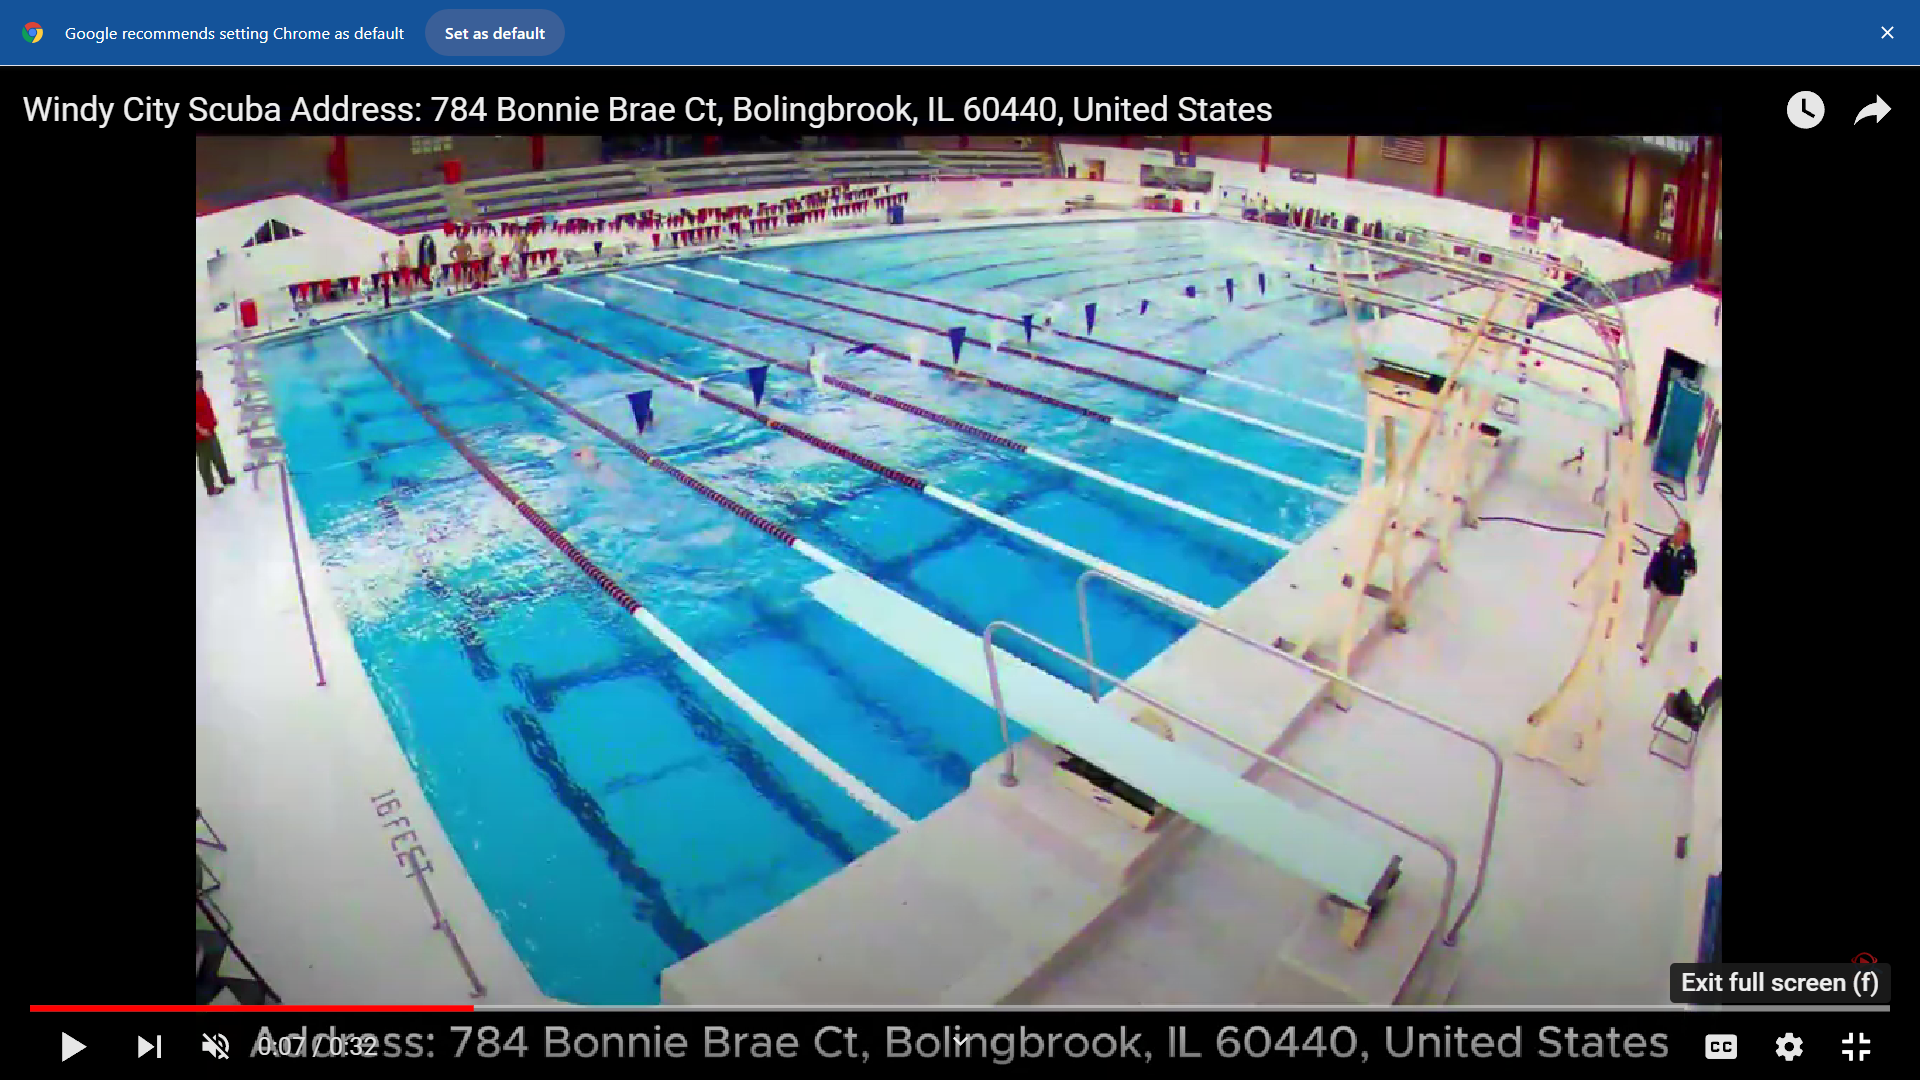 Google recommends setting Chrome as default
Set as default
Windy City Scuba Address: 784 Bonnie Brae Ct, Bolingbrook, IL 60440, United States
16 FEET
Exit full screen (f)
0:07 / 0:32
Address: 784 Bonnie Brae Ct, Bolingbrook, IL 60440, United States
CC